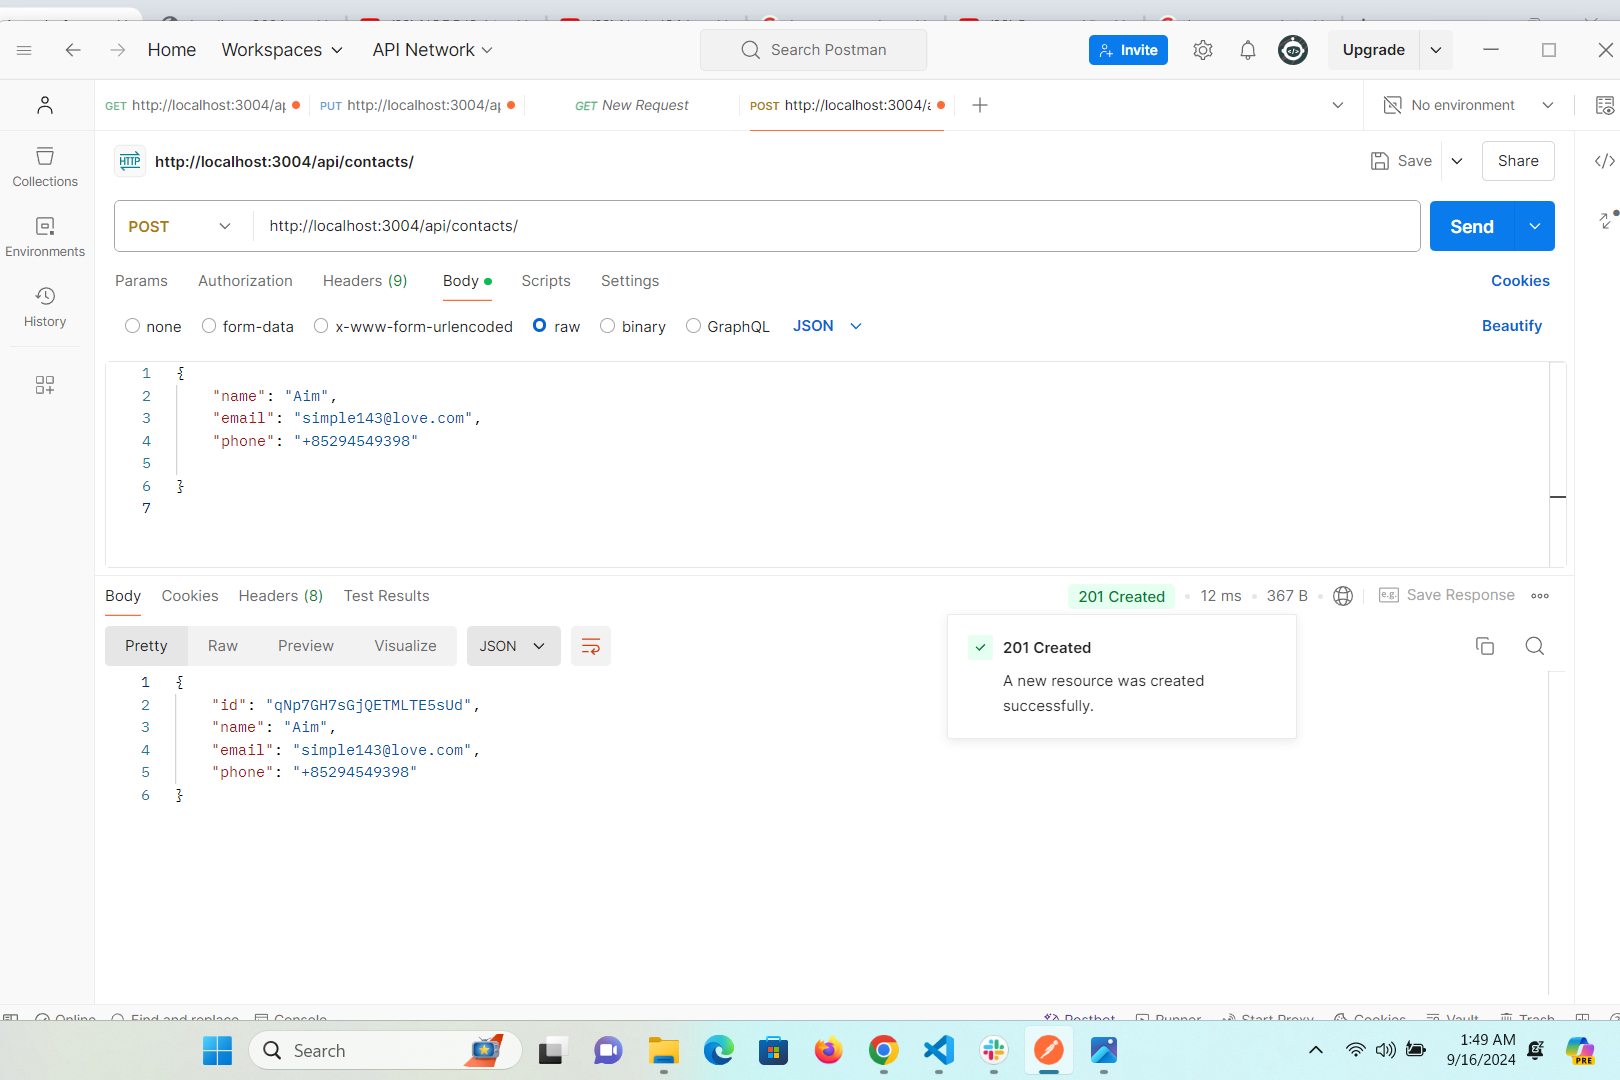 Home Workspaces API Network Search Postman Invite Upgrade
GET http://localhost:3004/a PUT http://localhost:3004/a GET New Request POST http://localhost:3004/ No environment
HTTP http://localhost:3004/api/contacts/ Save Share </>
Collections
Environments
History
POST http://localhost:3004/api/contacts/ Send
Params Authorization Headers (9) Body Scripts Settings Cookies
none form-data x-www-form-urlencoded raw binary GraphQL JSON Beautify
1 {
2 "name": "Aim",
3 "email": "simple143@love.com",
4 "phone": "+85294549398"
5
6 }
7
Body Cookies Headers (8) Test Results 201 Created 12 ms 367 B e.g. Save Response
Pretty Raw Preview Visualize JSON
201 Created
A new resource was created
successfully.
1 {
2 "id": "qNp7GH7sGjQETMLTE5sUd",
3 "name": "Aim",
4 "email": "simple143@love.com",
5 "phone": "+85294549398"
6 }
Online Find and replace Console Postbot Runner Start Proxy Cookies Vault Trash
Search 1:49 AM
9/16/2024
PRE